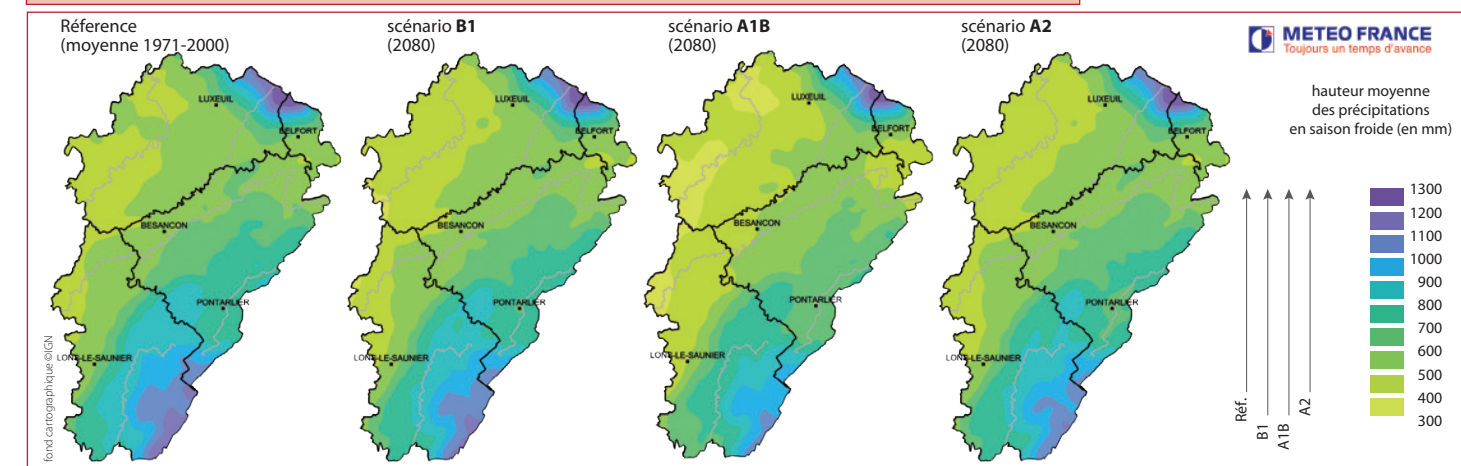 Réference
(moyenne 1971-2000)
scénario B1
(2080)
scénario A1B
(2080)
scénario A2
(2080)
METEO FRANCE
Toujours un temps d'avance
hauteur moyenne
des précipitations
en saison froide (en mm)
LUXEUIL
BELFORT
BESANCON
PONTARLIER
LONS-LE-SAUNIER
LUXEUIL
BELFORT
BESANCON
PONTARLIER
LONS-LE-SAUNIER
LUXEUIL
BELFORT
BESANCON
PONTARLIER
LONS-LE-SAUNIER
LUXEUIL
BELFORT
BESANCON
PONTARLIER
LONS-LE-SAUNIER
fond cartographique ©IGN
Réf.
B1
A1B
A2
1300
1200
1100
1000
900
800
700
600
500
400
300